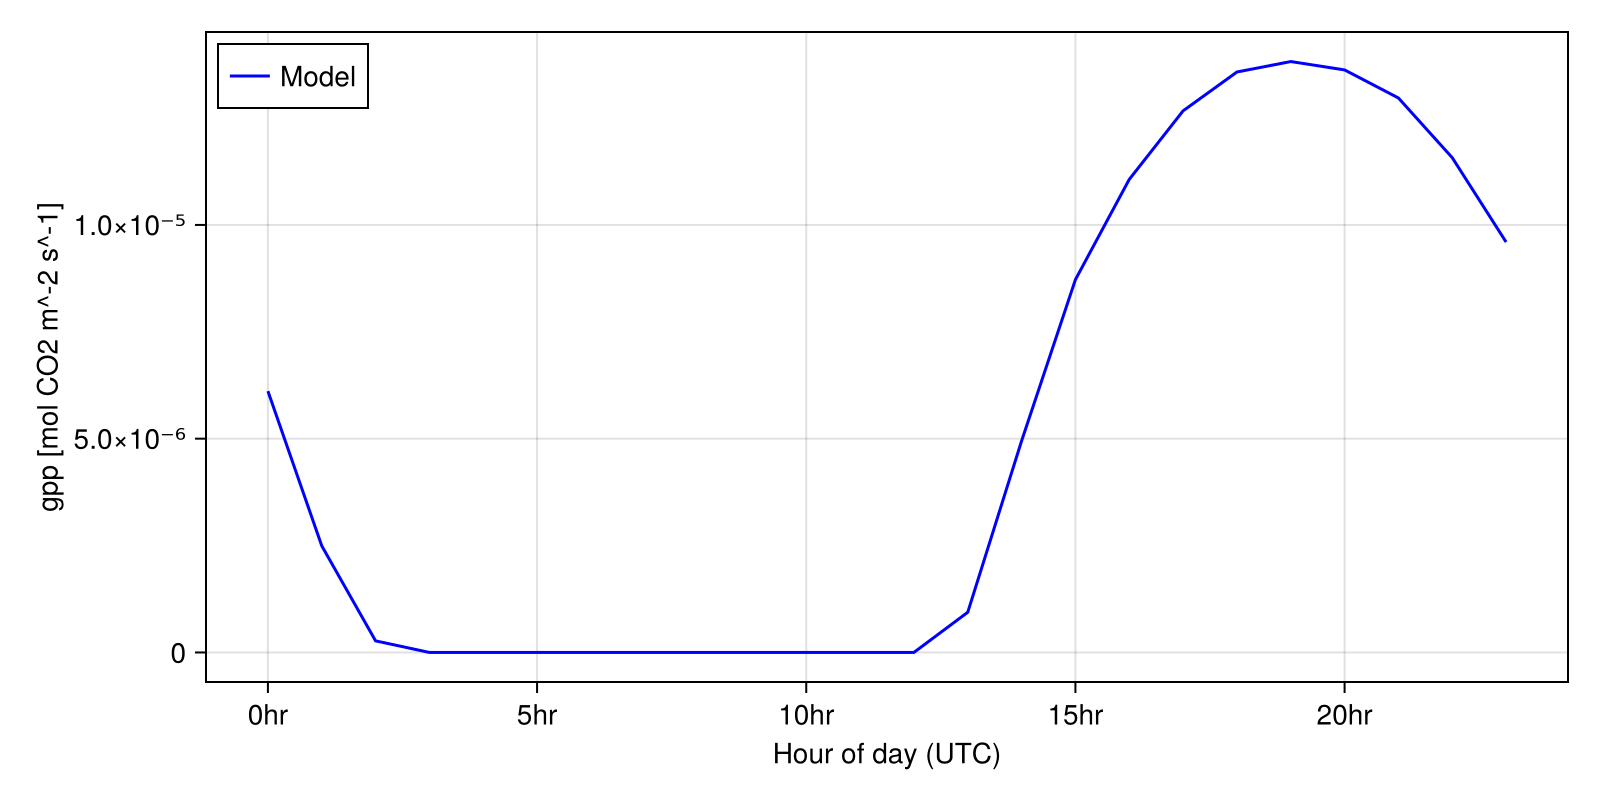 Model
gpp [mol CO2 m^-2 s^-1]
1.0×10⁻⁵
5.0×10⁻⁶
0
0hr 5hr 10hr 15hr 20hr
Hour of day (UTC)